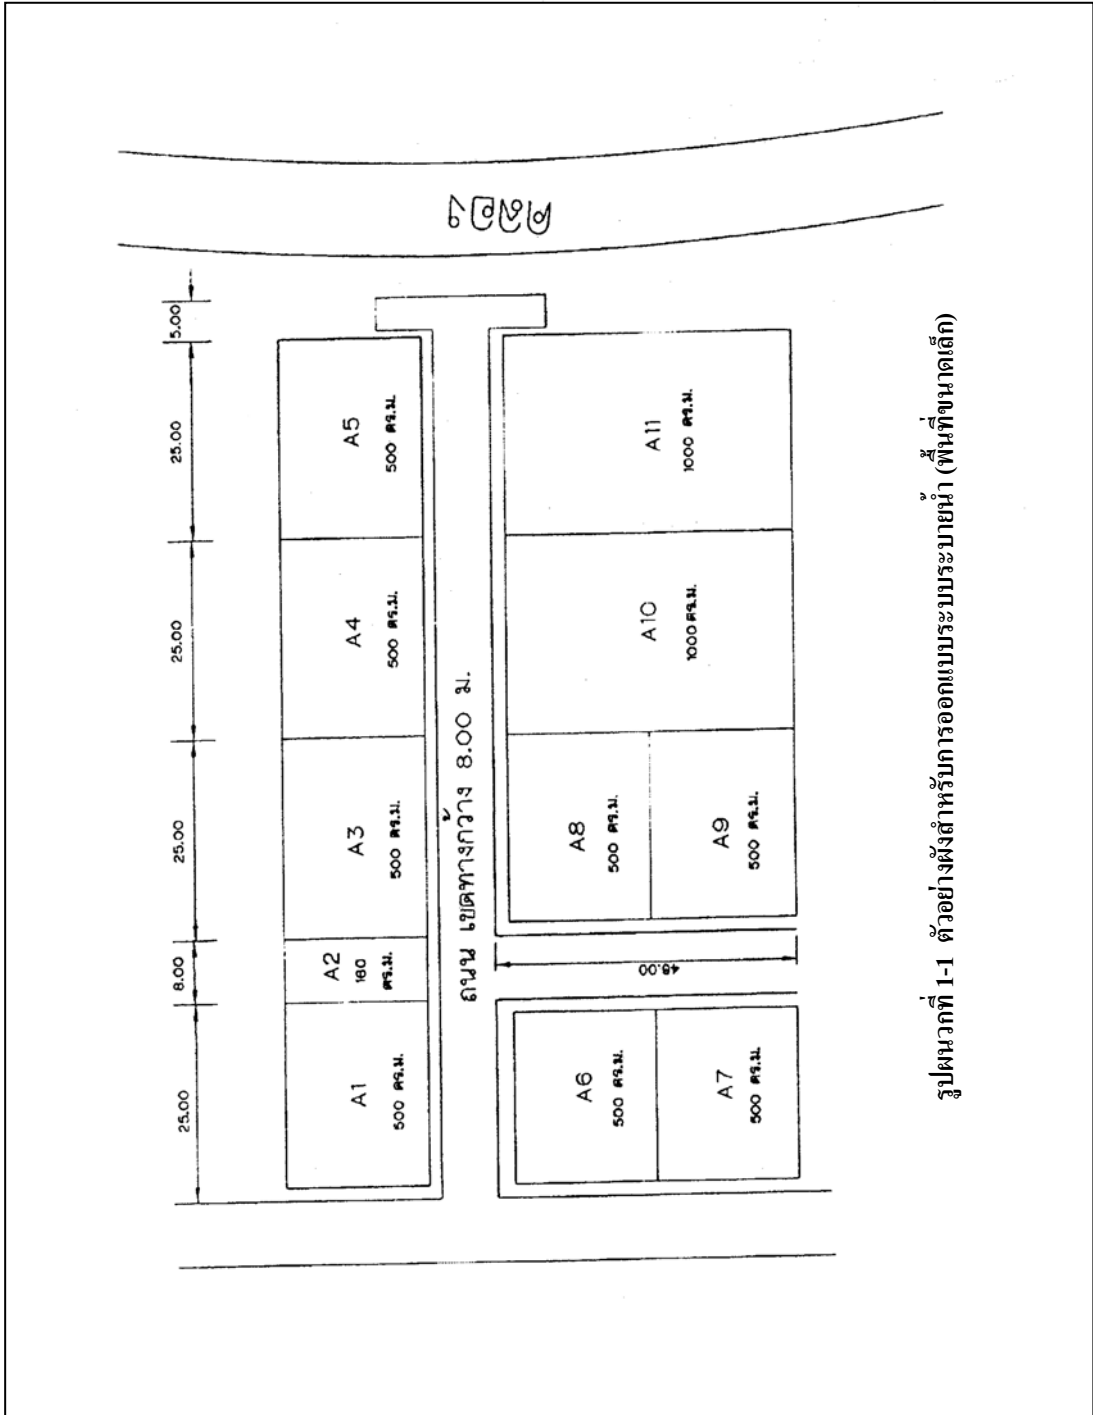 คลอง
25.00
8.00
25.00
25.00
25.00
5.00
A1
500 ตร.ม.
A2
160
ตร.ม.
A3
500 ตร.ม.
A4
500 ตร.ม.
A5
500 ตร.ม.
ถนน เขตทางกว้าง 8.00 ม.
A6
500 ตร.ม.
A7
500 ตร.ม.
48.00
A8
500 ตร.ม.
A9
500 ตร.ม.
A10
1000 ตร.ม.
A11
1000 ตร.ม.
รูปผนวกที่ 1-1 ตัวอย่างผังสำหรับการออกแบบระบบระบายน้ำ (พื้นที่ขนาดเล็ก)